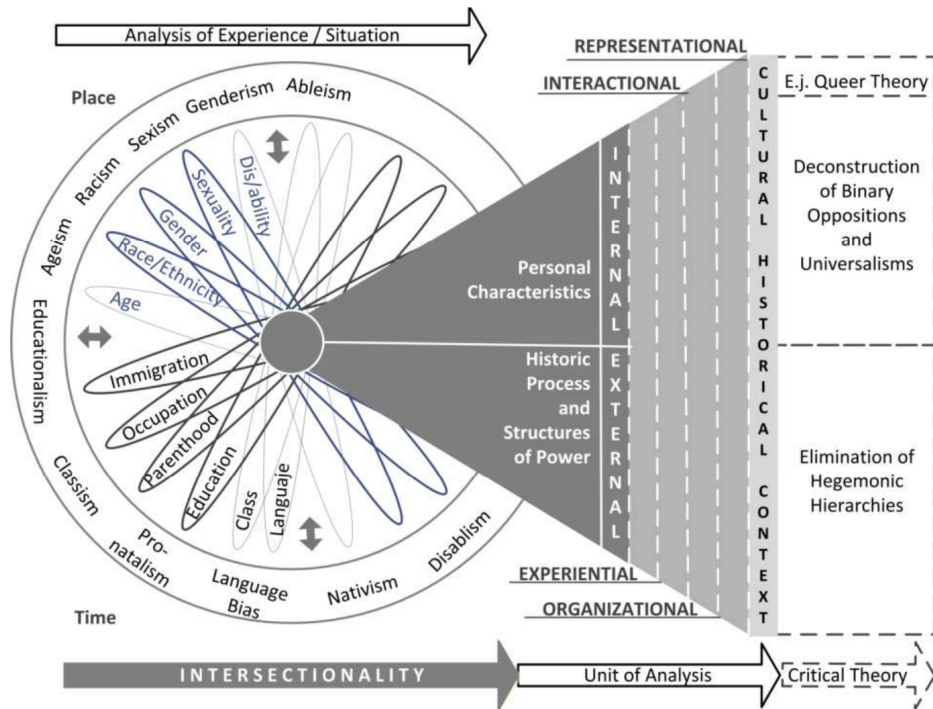 Analysis of Experience / Situation
REPRESENTATIONAL
INTERACTIONAL
Place
Time
Ableism
Genderism
Sexism
Racism
Ageism
Educationalism
Classism
Pro-
natalism
Language
Bias
Nativism
Disablism
Dis/ability
Sexuality
Gender
Race/Ethnicity
Age
Immigration
Occupation
Parenthood
Education
Class
Languaje
Personal
Characteristics
Historic
Process
and
Structures
of Power
INTERNAL
EXTERNAL
EXPERIENTIAL
ORGANIZATIONAL
CULTURAL HISTORICAL CONTEXT
E.j. Queer Theory
Deconstruction
of Binary
Oppositions
and
Universalisms
Elimination of
Hegemonic
Hierarchies
INTERSECTIONALITY
Unit of Analysis
Critical Theory